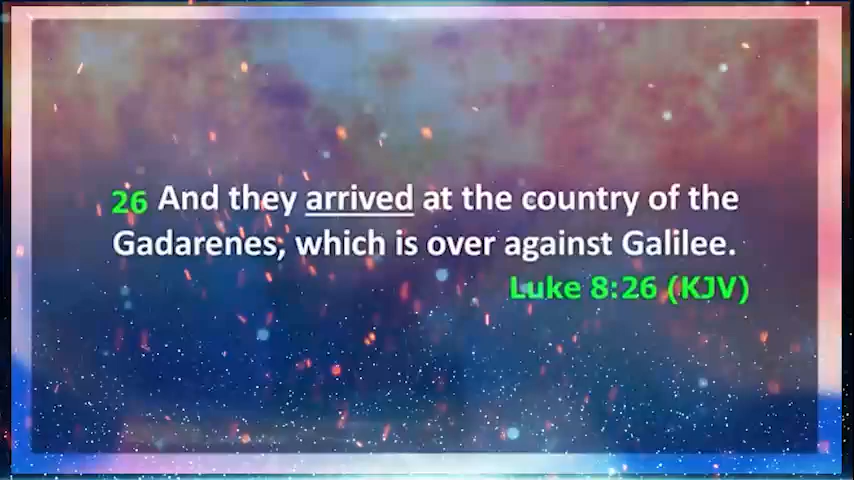 26 And they arrived at the country of the
Gadarenes, which is over against Galilee.
Luke 8:26 (KJV)